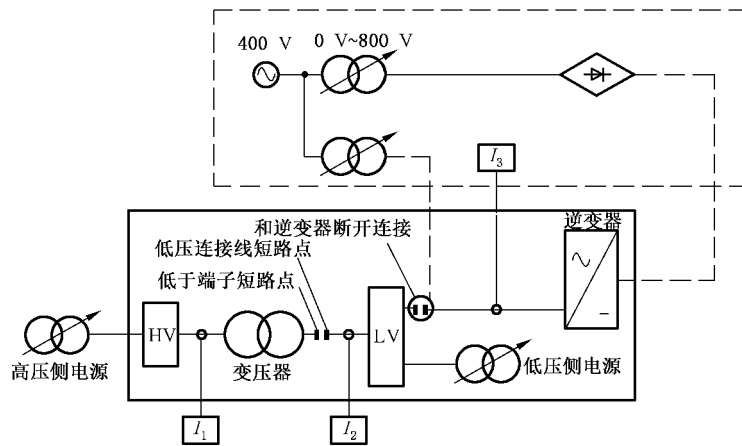 400 V
0 V~800 V
I3
和逆变器断开连接
逆变器
低压连接线短路点
低于端子短路点
HV
LV
高压侧电源
变压器
低压侧电源
I1
I2